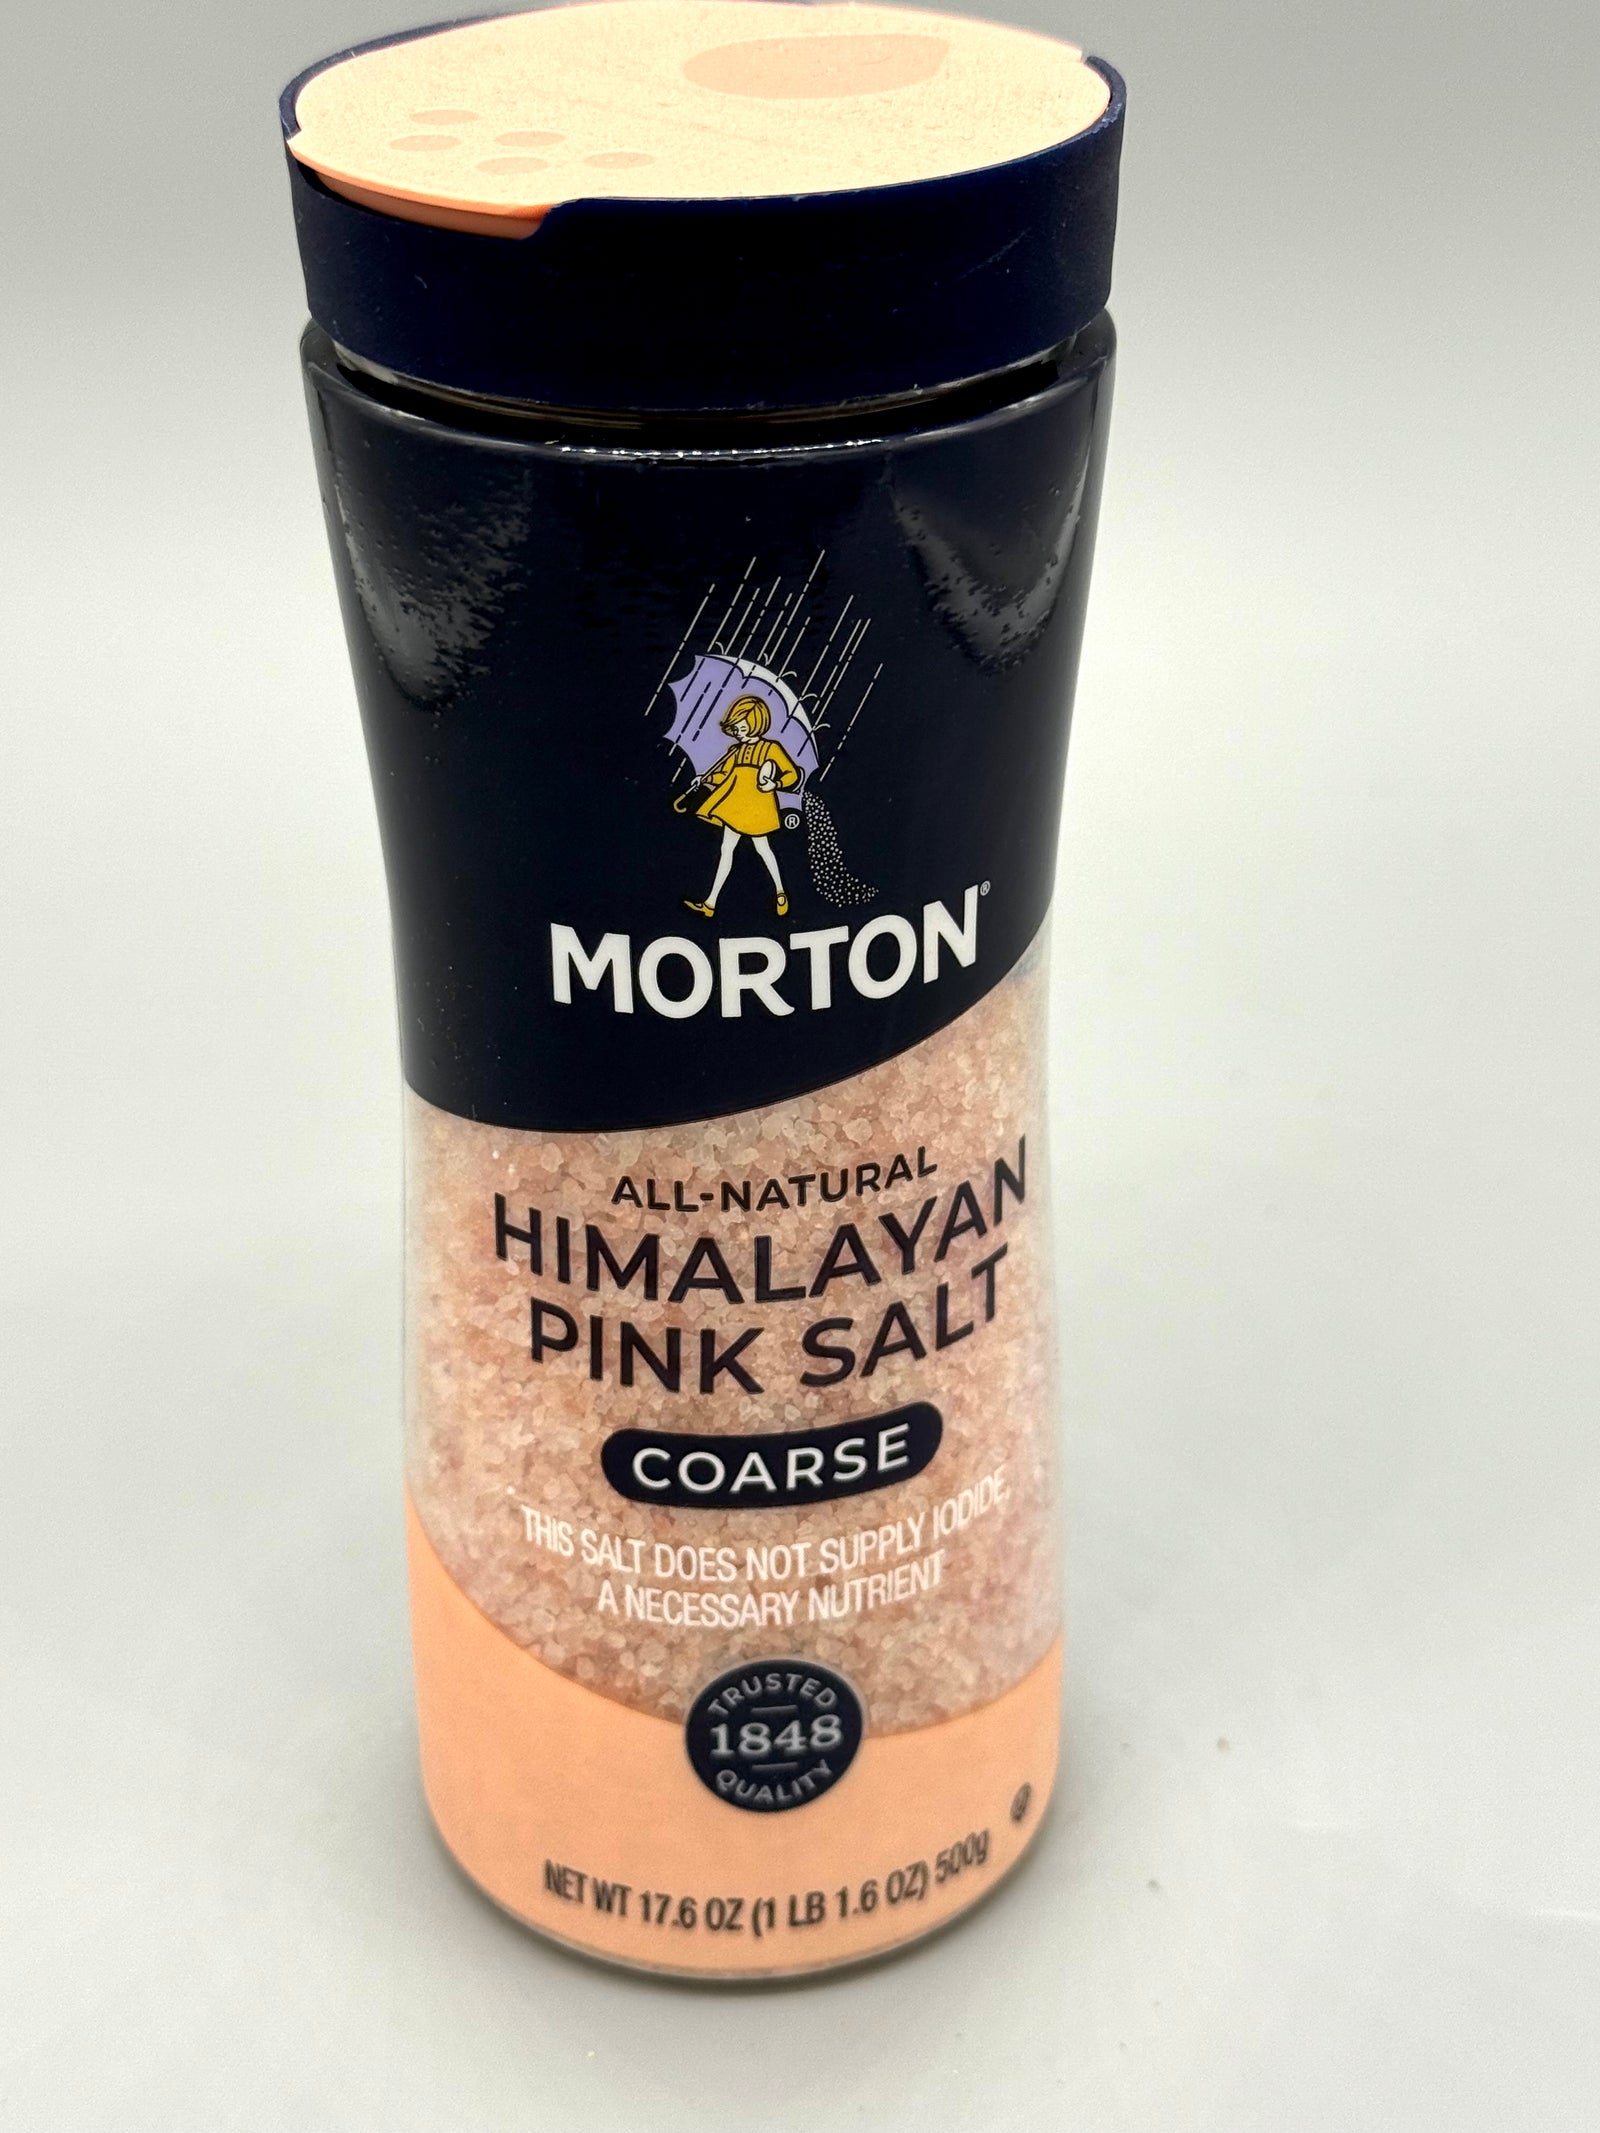 ®
MORTON®
ALL-NATURAL
HIMALAYAN
PINK SALT
COARSE
THIS SALT DOES NOT SUPPLY IODIDE,
A NECESSARY NUTRIENT
TRUSTED
1848
QUALITY
NET WT 17.6 OZ (1 LB 1.6 OZ) 500g